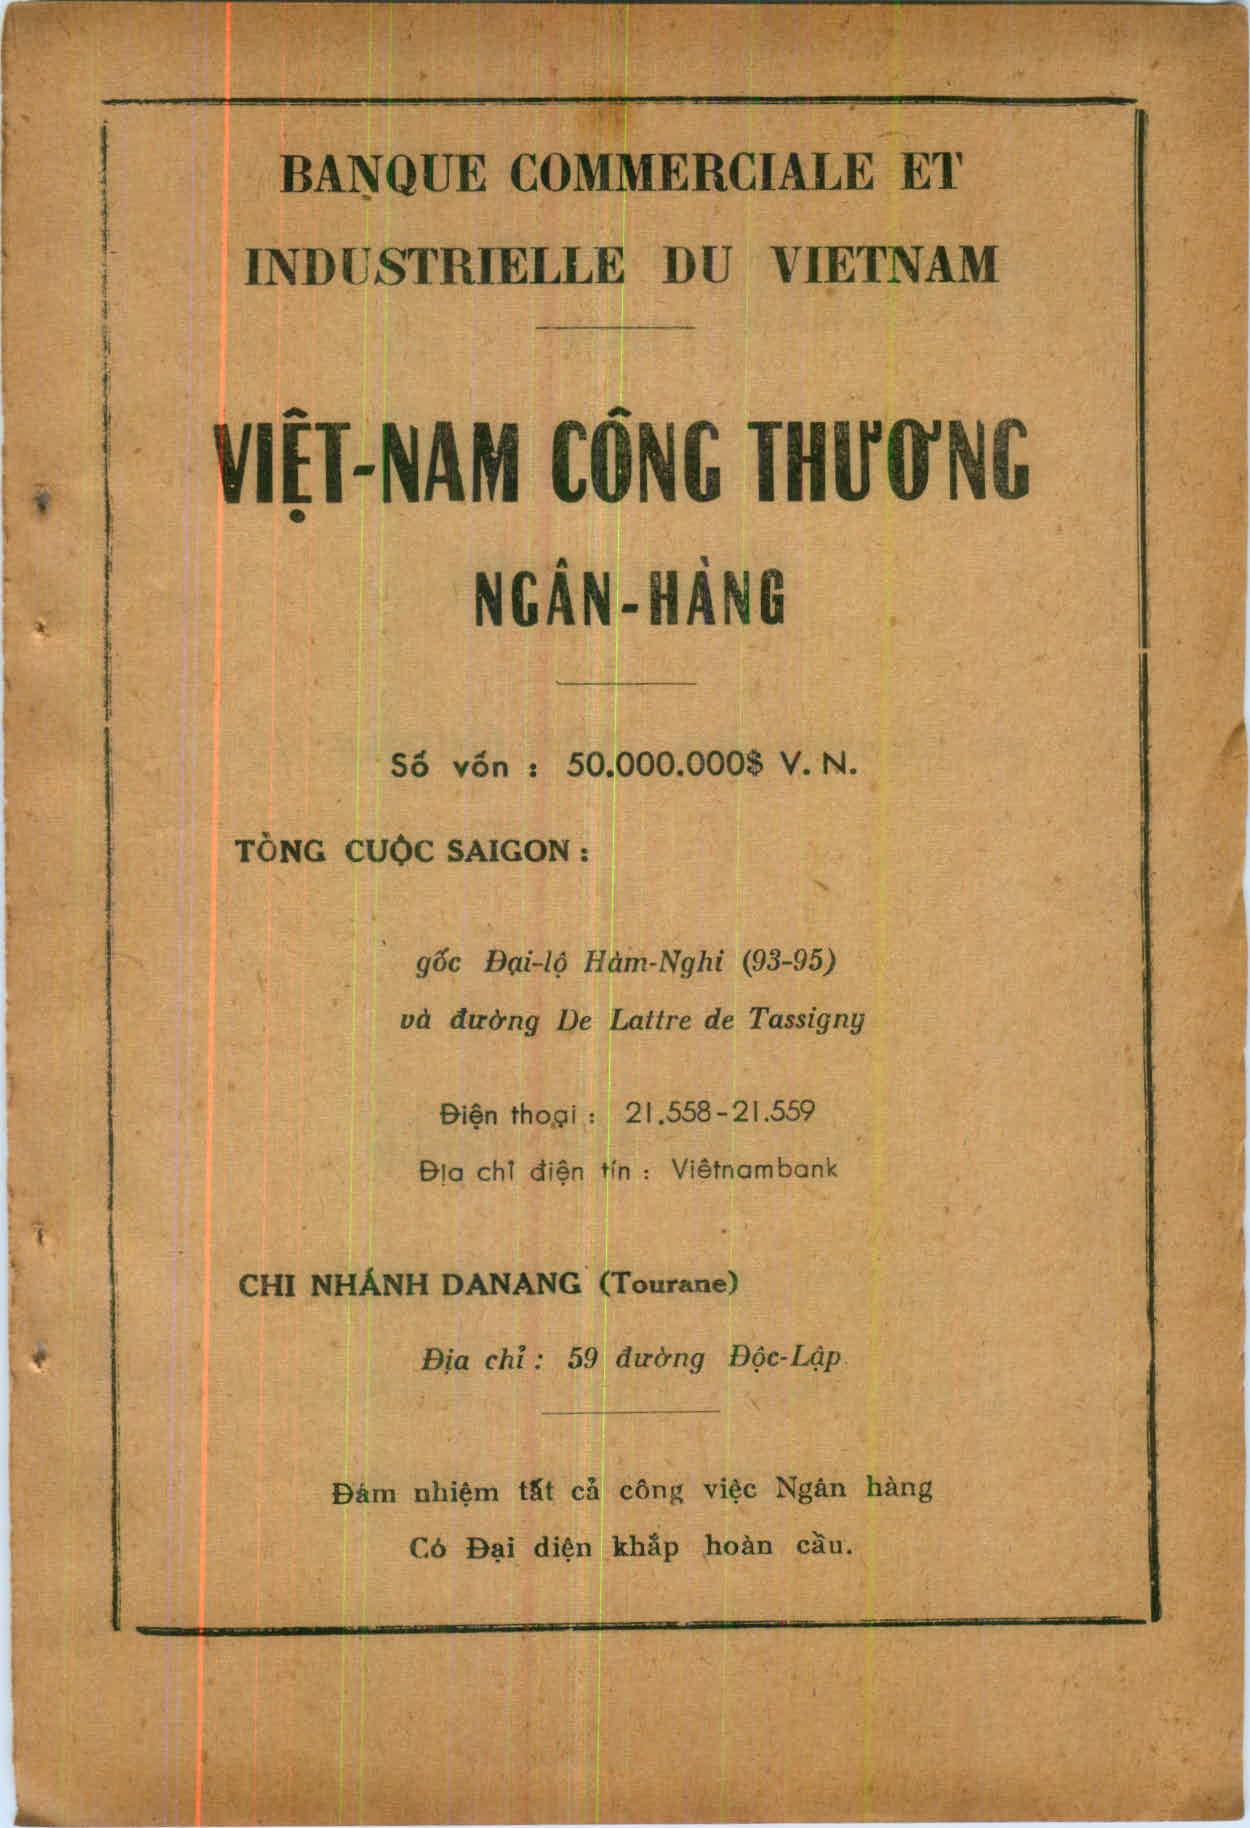 BANQUE COMMERCIALE ET
INDUSTRIELLE DU VIETNAM
VIỆT-NAM CÔNG THƯƠNG
NGÂN-HÀNG
Số vốn : 50.000.000$ V. N.
TỔNG CUỘC SAIGON :
gốc Đại-lộ Hàm-Nghi (93-95)
và đường De Lattre de Tassigny
Điện thoại : 21.558-21.559
Địa chỉ điện tín : Viêtnambank
CHI NHÁNH DANANG (Tourane)
Địa chỉ : 59 đường Độc-Lập
Đảm nhiệm tất cả công việc Ngân hàng
Có Đại diện khắp hoàn cầu.